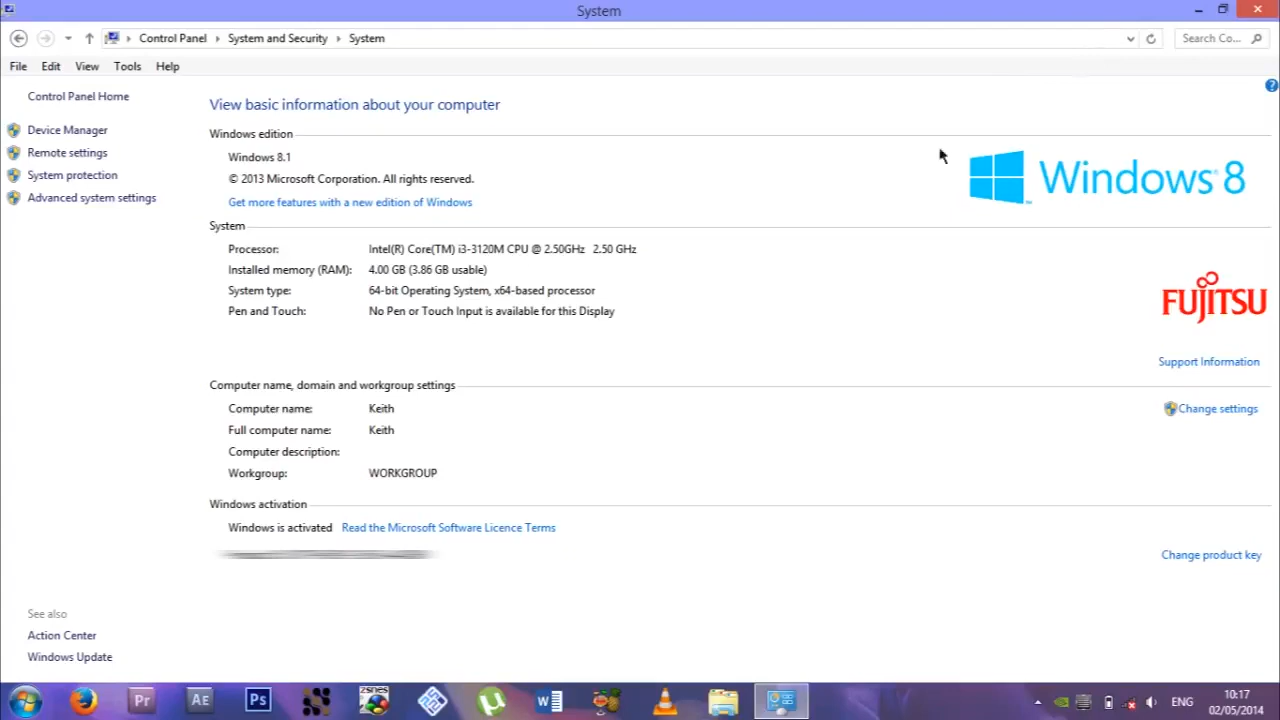 System
Control Panel System and Security System
Search Co...
File Edit View Tools Help
Control Panel Home
Device Manager
Remote settings
System protection
Advanced system settings
View basic information about your computer
Windows edition
Windows 8.1
© 2013 Microsoft Corporation. All rights reserved.
Get more features with a new edition of Windows
Windows 8
System
Processor: Intel(R) Core(TM) i3-3120M CPU @ 2.50GHz 2.50 GHz
Installed memory (RAM): 4.00 GB (3.86 GB usable)
System type: 64-bit Operating System, x64-based processor
Pen and Touch: No Pen or Touch Input is available for this Display
FUJITSU
Support Information
Computer name, domain and workgroup settings
Computer name: Keith
Change settings
Full computer name: Keith
Computer description:
Workgroup: WORKGROUP
Windows activation
Windows is activated Read the Microsoft Software Licence Terms
Change product key
See also
Action Center
Windows Update
Pr Ae Ps zsnes W ENG
10:17
02/05/2014